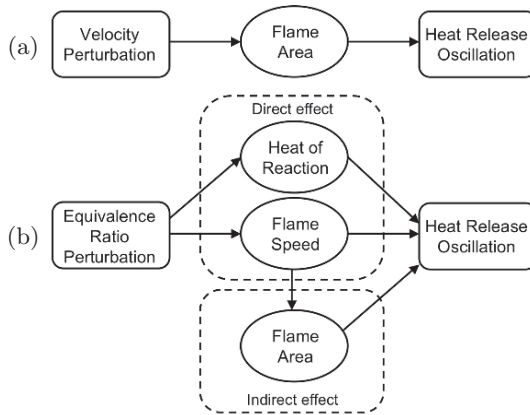 (a)
Velocity
Perturbation
Flame
Area
Heat Release
Oscillation
(b)
Direct effect
Heat of
Reaction
Equivalence
Ratio
Perturbation
Flame
Speed
Heat Release
Oscillation
Flame
Area
Indirect effect